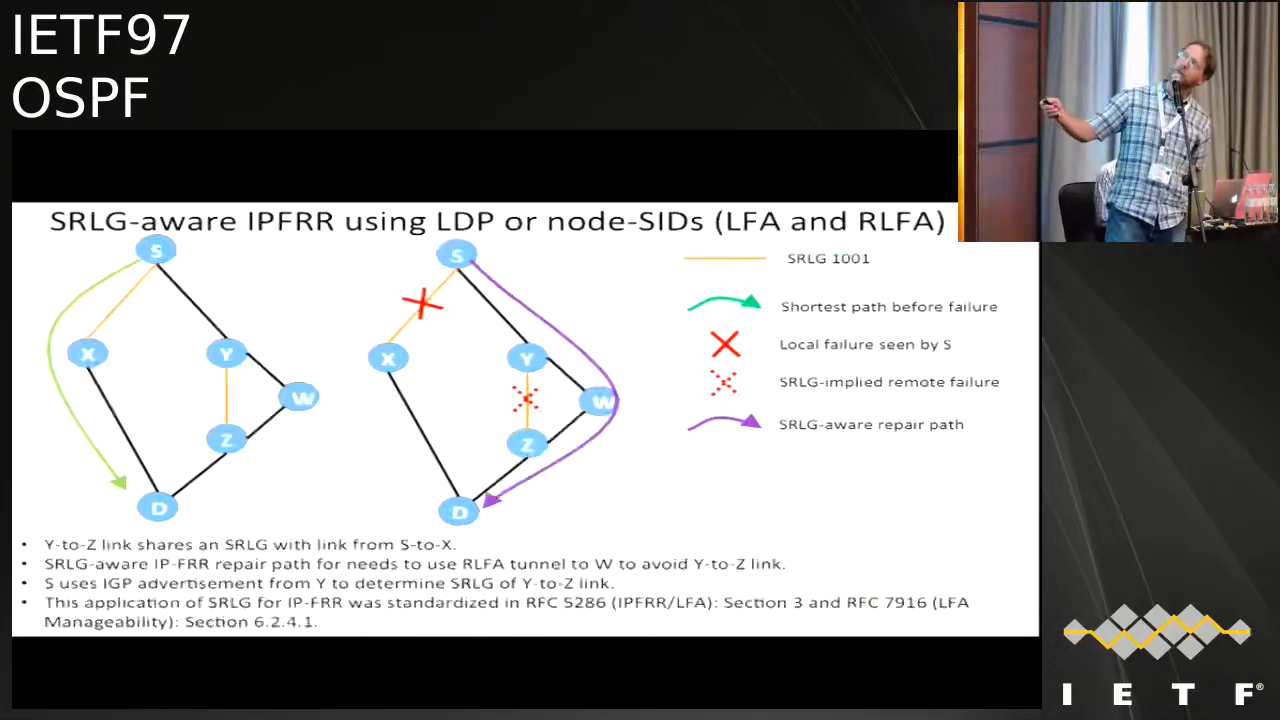 IETF97
OSPF
SRLG-aware IPFRR using LDP or node-SIDs (LFA and RLFA)
S
X
Y
W
Z
D
S
X
Y
W
Z
D
SRLG 1001
Shortest path before failure
Local failure seen by S
SRLG-implied remote failure
SRLG-aware repair path
• Y-to-Z link shares an SRLG with link from S-to-X.
• SRLG-aware IP-FRR repair path for needs to use RLFA tunnel to W to avoid Y-to-Z link.
• S uses IGP advertisement from Y to determine SRLG of Y-to-Z link.
• This application of SRLG for IP-FRR was standardized in RFC 5286 (IPFRR/LFA): Section 3 and RFC 7916 (LFA
Manageability): Section 6.2.4.1.
I E T F®